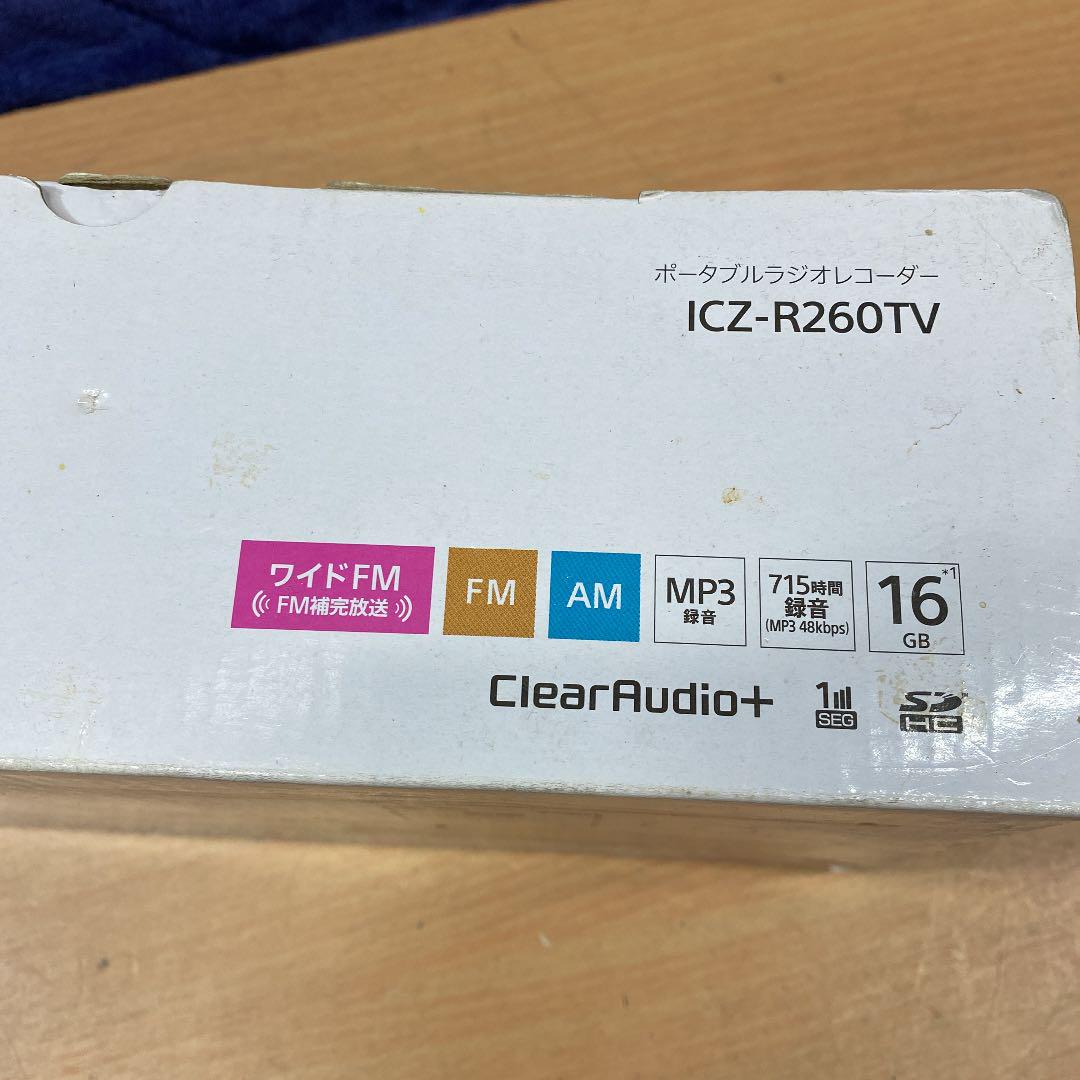 ポータブルラジオレコーダー
ICZ-R260TV
ワイドFM
FM補完放送
FM
AM
MP3
録音
715時間
録音
(MP3 48kbps)
16*1
GB
ClearAudio+
1
SEG
SD
HC